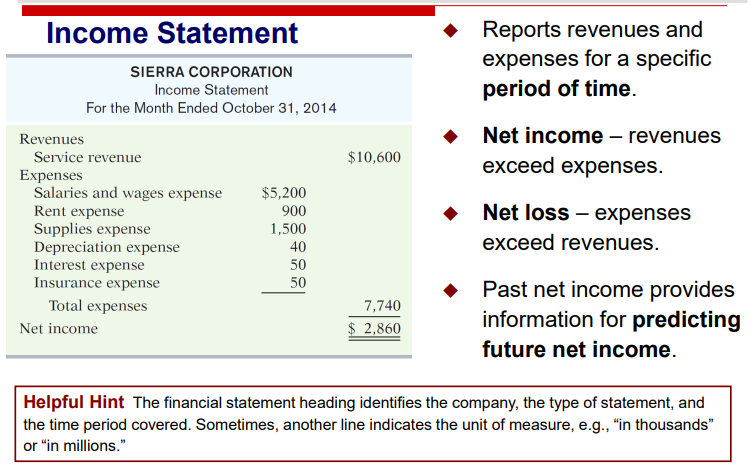 Income Statement
SIERRA CORPORATION
Income Statement
For the Month Ended October 31, 2014
Revenues
Service revenue $10,600
Expenses
Salaries and wages expense $5,200
Rent expense 900
Supplies expense 1,500
Depreciation expense 40
Interest expense 50
Insurance expense 50
Total expenses 7,740
Net income $ 2,860
Reports revenues and
expenses for a specific
period of time.
Net income – revenues
exceed expenses.
Net loss – expenses
exceed revenues.
Past net income provides
information for predicting
future net income.
Helpful Hint The financial statement heading identifies the company, the type of statement, and
the time period covered. Sometimes, another line indicates the unit of measure, e.g., “in thousands”
or “in millions.”